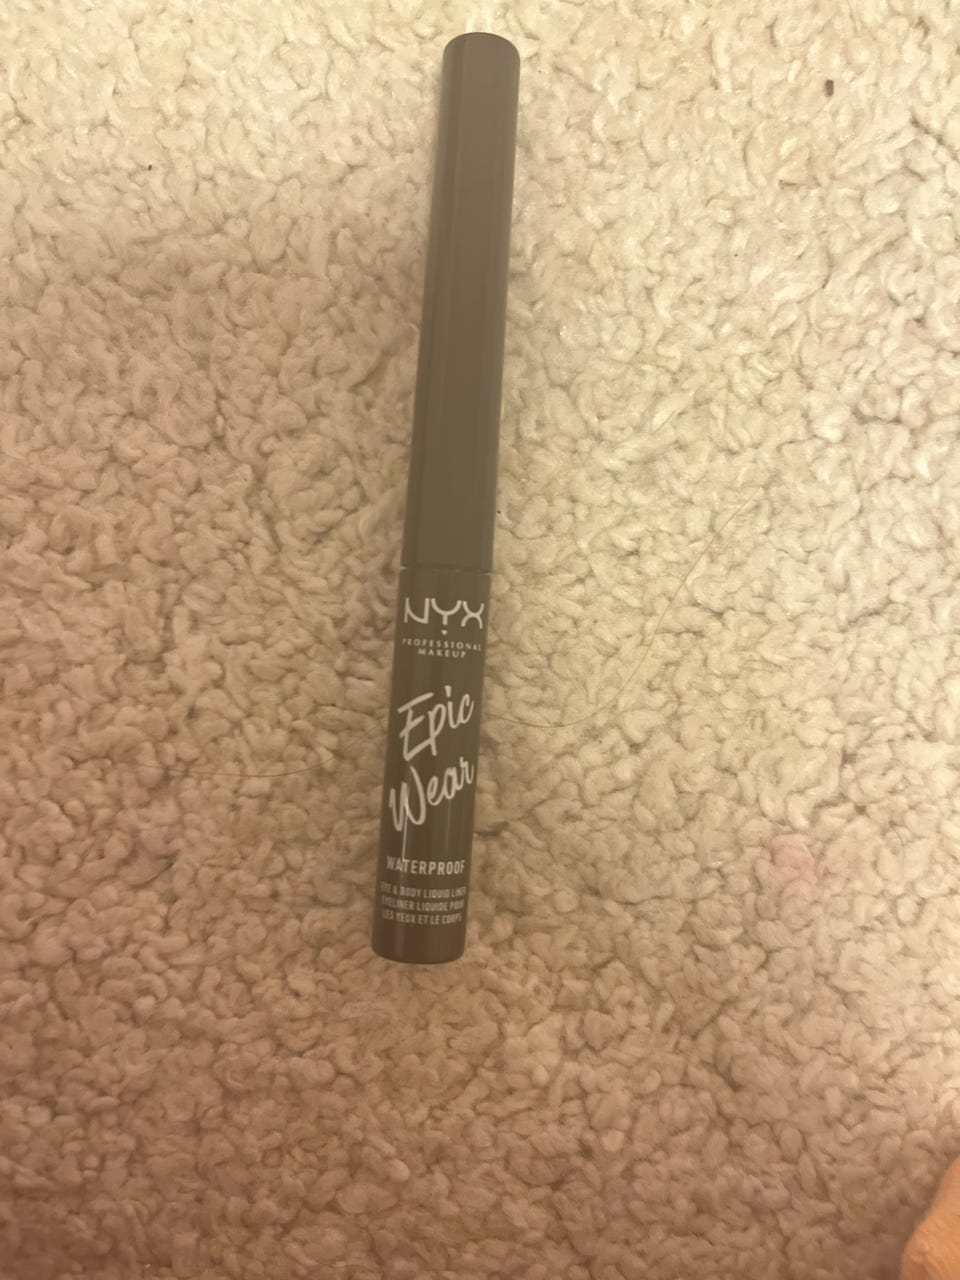 NYX
PROFESSIONAL
MAKEUP
Epic
Wear
WATERPROOF
EYE & BODY LIQUID LINER
EYELINER LIQUIDE POUR
LES YEUX ET LE CORPS